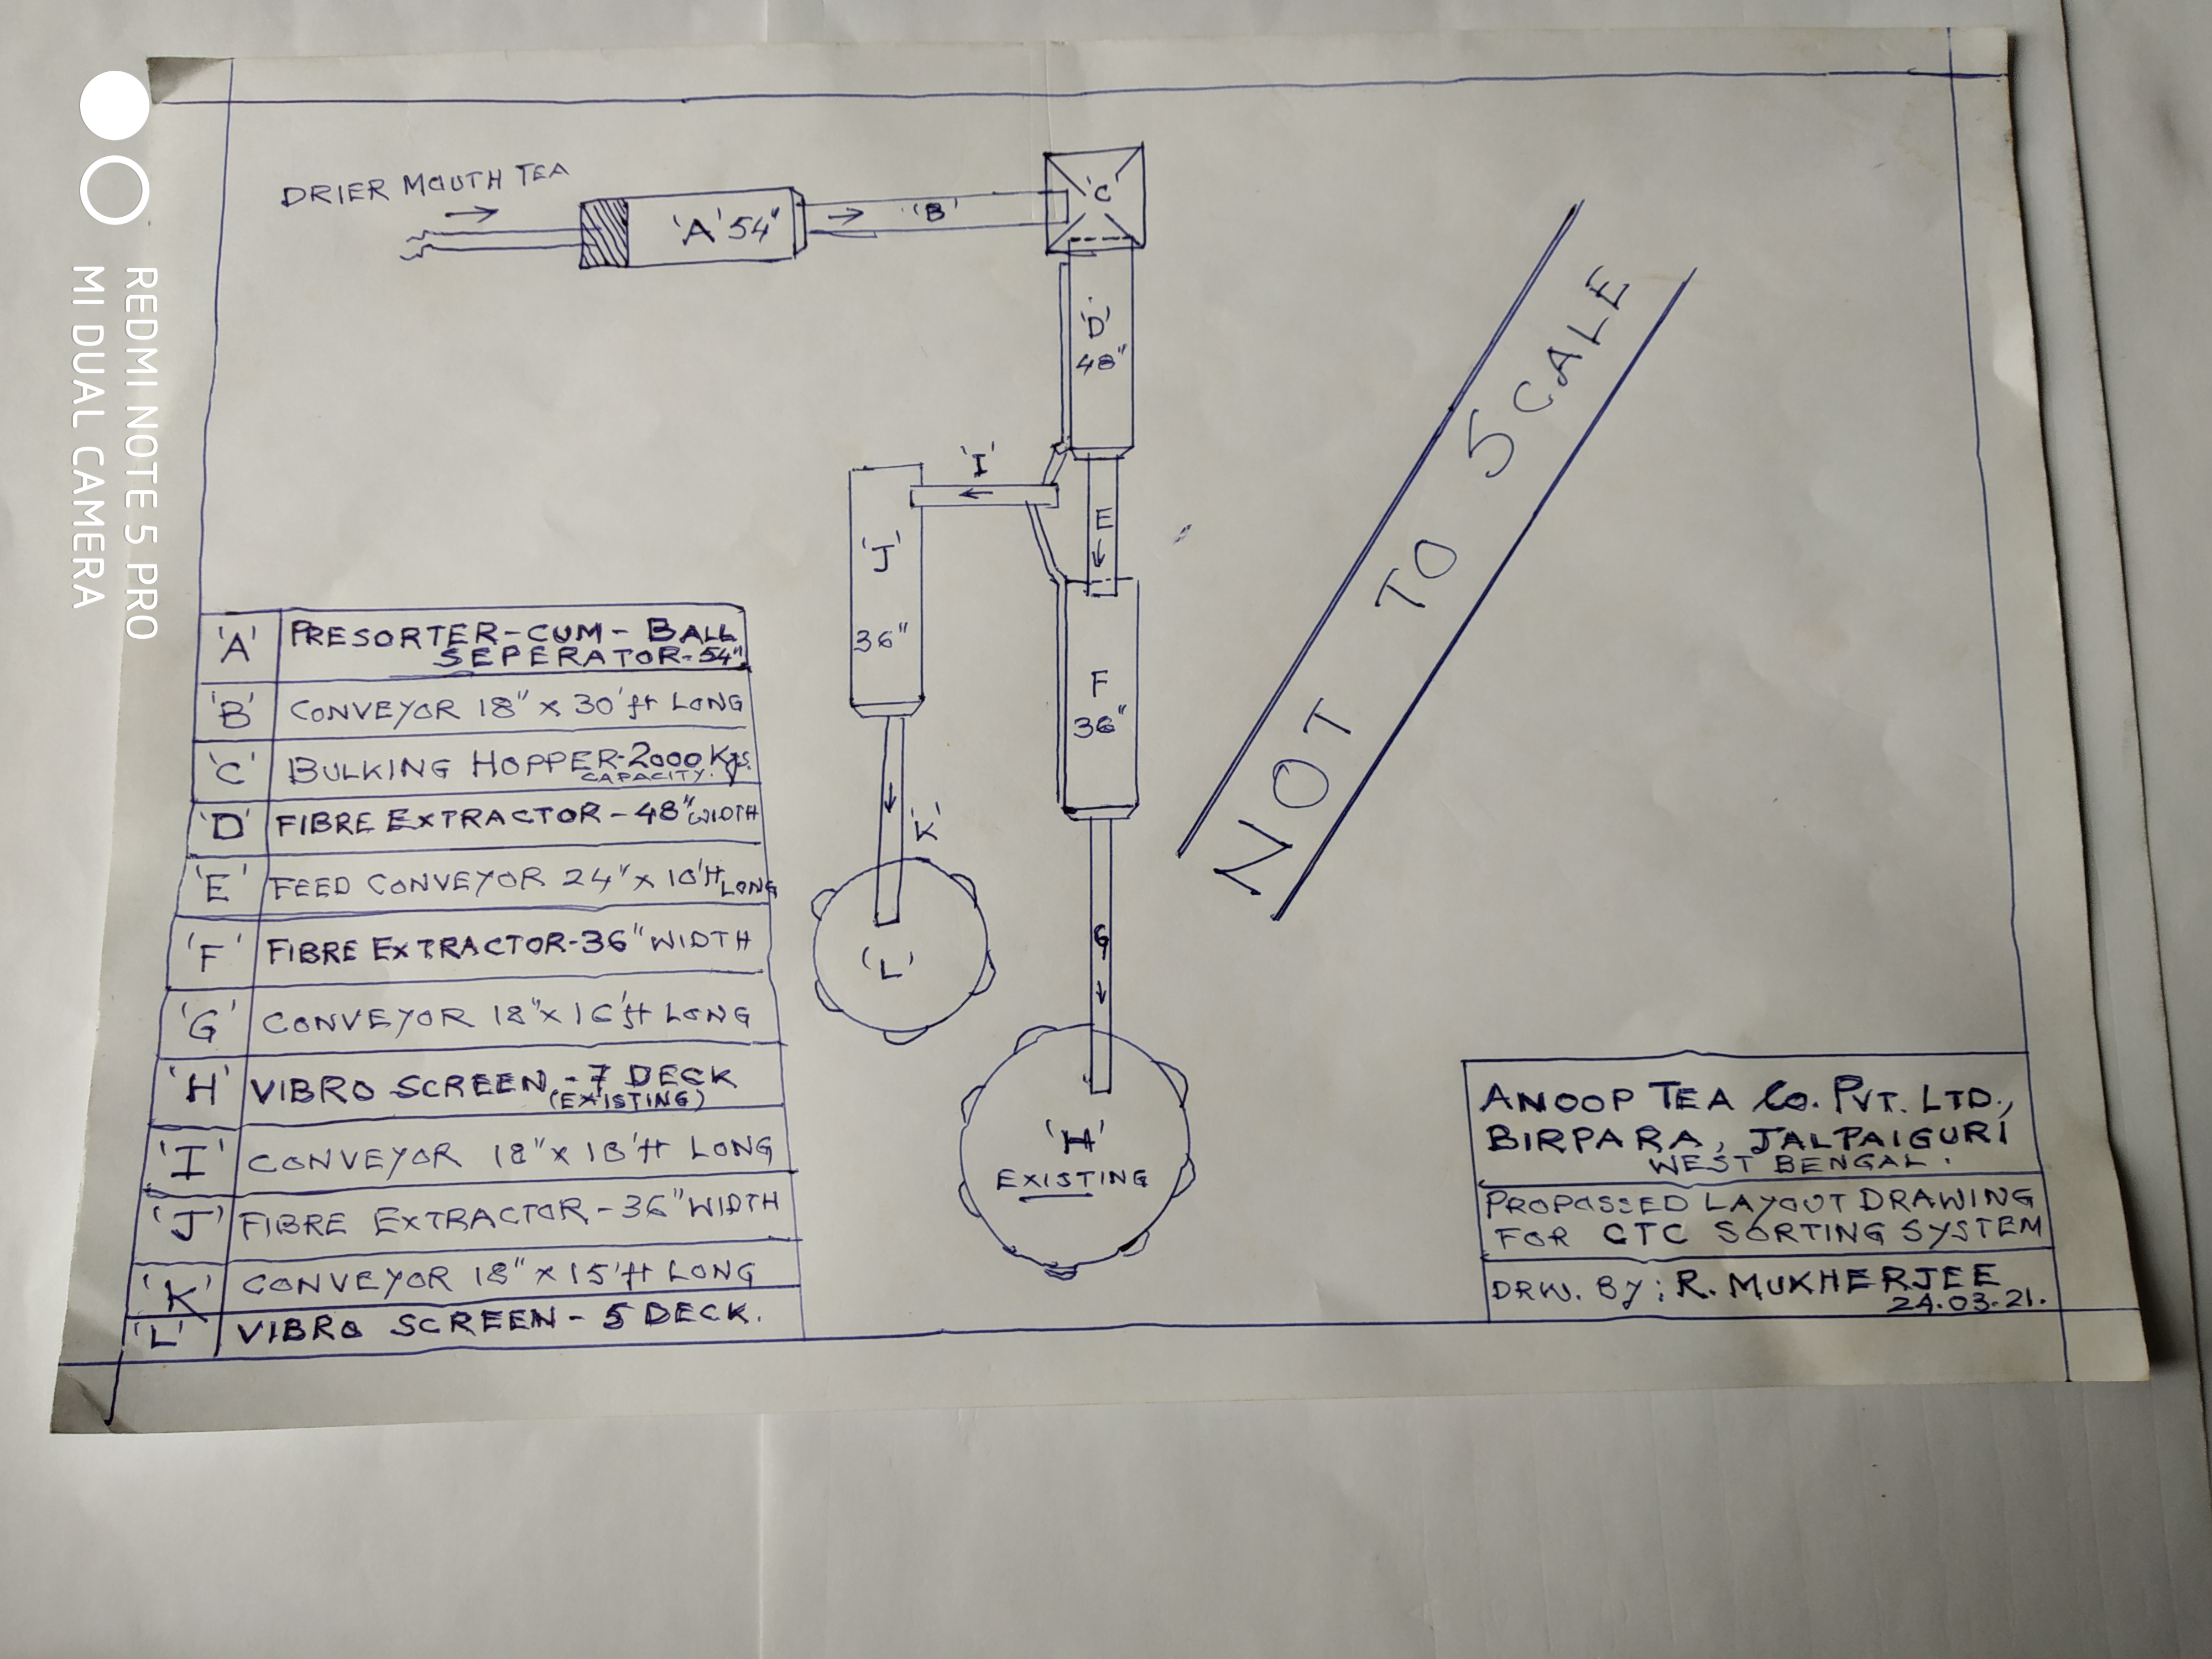 DRIER MOUTH TEA
'A' 54"
'B'
'C'
'D'
48"
E
F
36"
G
'H'
EXISTING
'I'
'J'
36"
'K'
'L'
NOT TO SCALE
'A' PRESORTER-CUM-BALL
SEPERATOR-54"
'B' CONVEYOR 18" x 30'ft LONG
'C' BULKING HOPPER-2000 Kgs.
CAPACITY.
'D' FIBRE EXTRACTOR-48" WIDTH
'E' FEED CONVEYOR 24" x 10'ft LONG
'F' FIBRE EXTRACTOR-36" WIDTH
'G' CONVEYOR 18" x 16'ft LONG
'H' VIBRO SCREEN-7 DECK
(EXISTING)
'I' CONVEYOR 18" x 18'ft LONG
'J' FIBRE EXTRACTOR-36" WIDTH
'K' CONVEYOR 18" x 15'ft LONG
'L' VIBRO SCREEN-5 DECK.
ANOOP TEA Co. PVT. LTD.,
BIRPARA, JALPAIGURI
WEST BENGAL.
PROPASSED LAYOUT DRAWING
FOR CTC SORTING SYSTEM
DRW. By: R. MUKHERJEE
24.03.21.
REDMI NOTE 5 PRO
MI DUAL CAMERA